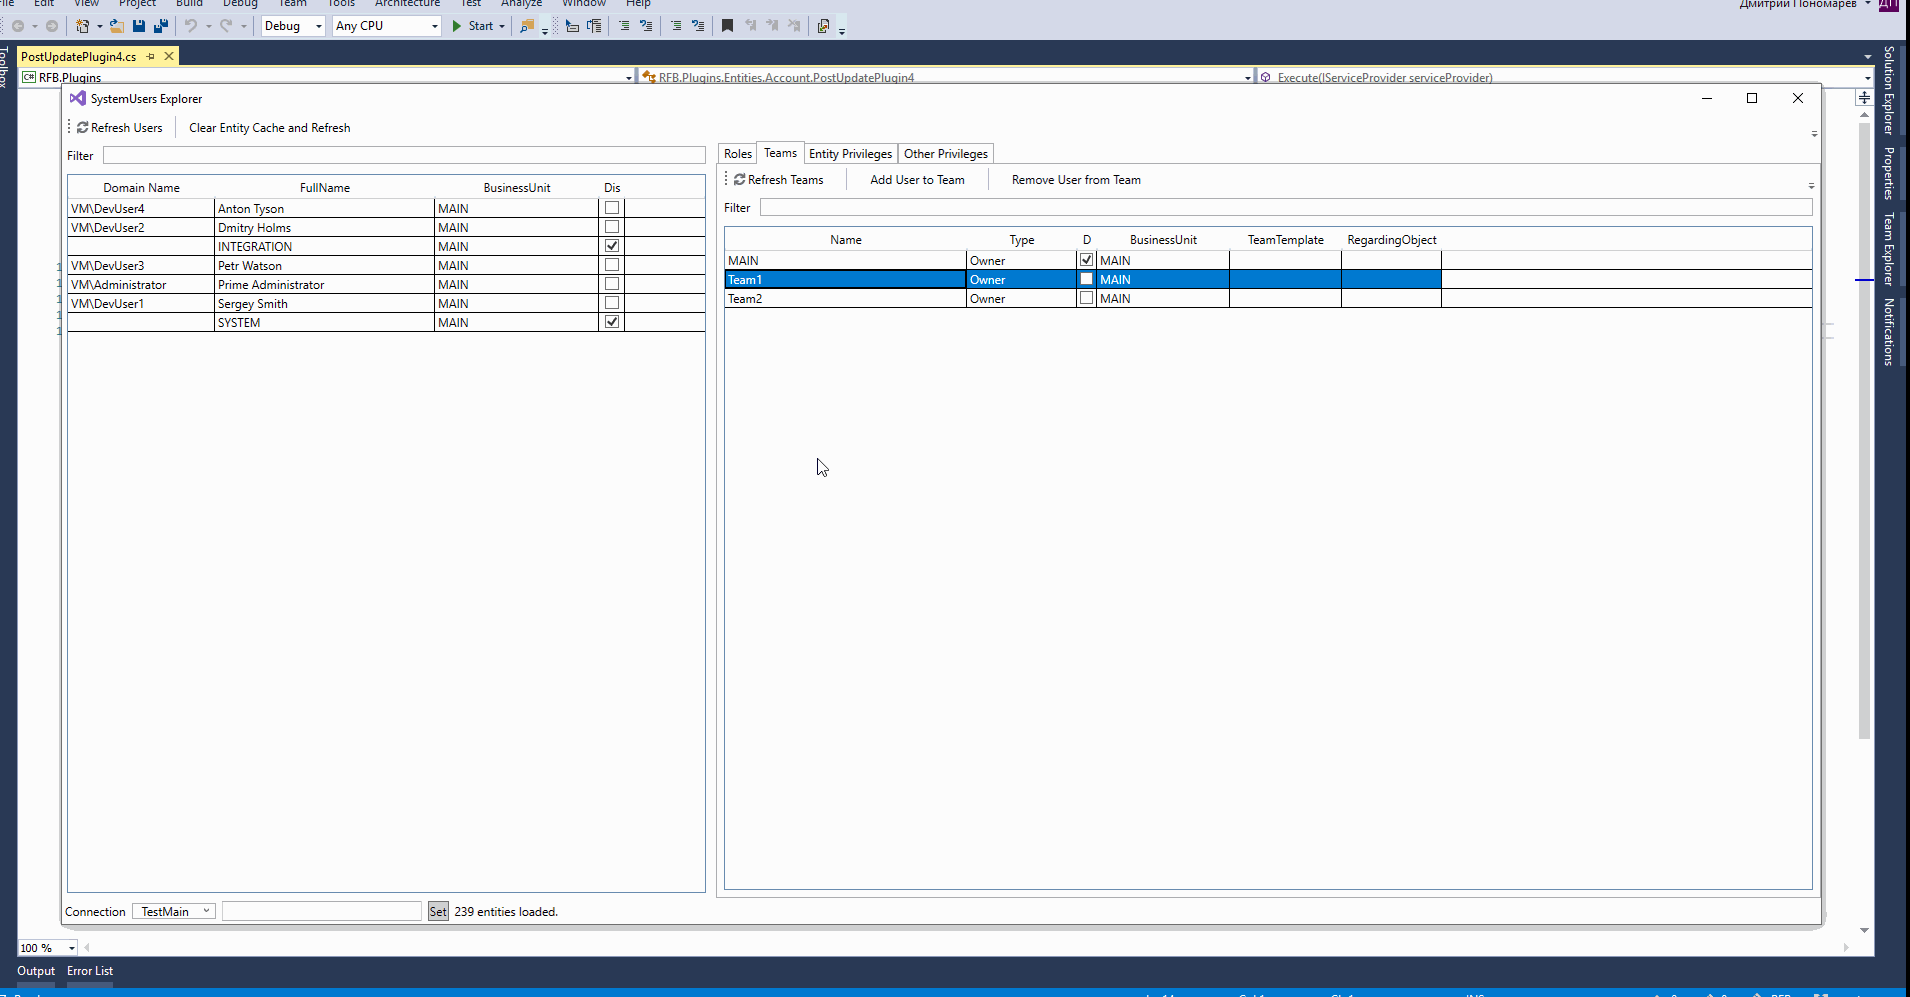 File Edit View Project Build Debug Team Tools Architecture Test Analyze Window Help Дмитрий Пономарев ДП
Debug Any CPU Start
PostUpdatePlugin4.cs
RFB.Plugins RFB.Plugins.Entities.Account.PostUpdatePlugin4 Execute(IServiceProvider serviceProvider)
SystemUsers Explorer
Refresh Users Clear Entity Cache and Refresh
Filter
Domain Name FullName BusinessUnit Dis
VM\DevUser4 Anton Tyson MAIN
VM\DevUser2 Dmitry Holms MAIN
INTEGRATION MAIN
VM\DevUser3 Petr Watson MAIN
VM\Administrator Prime Administrator MAIN
VM\DevUser1 Sergey Smith MAIN
SYSTEM MAIN
Roles Teams Entity Privileges Other Privileges
Refresh Teams Add User to Team Remove User from Team
Filter
Name Type D BusinessUnit TeamTemplate RegardingObject
MAIN Owner MAIN
Team1 Owner MAIN
Team2 Owner MAIN
Connection TestMain Set 239 entities loaded.
100 %
Output Error List
Toolbox
Solution Explorer
Properties
Team Explorer
Notifications